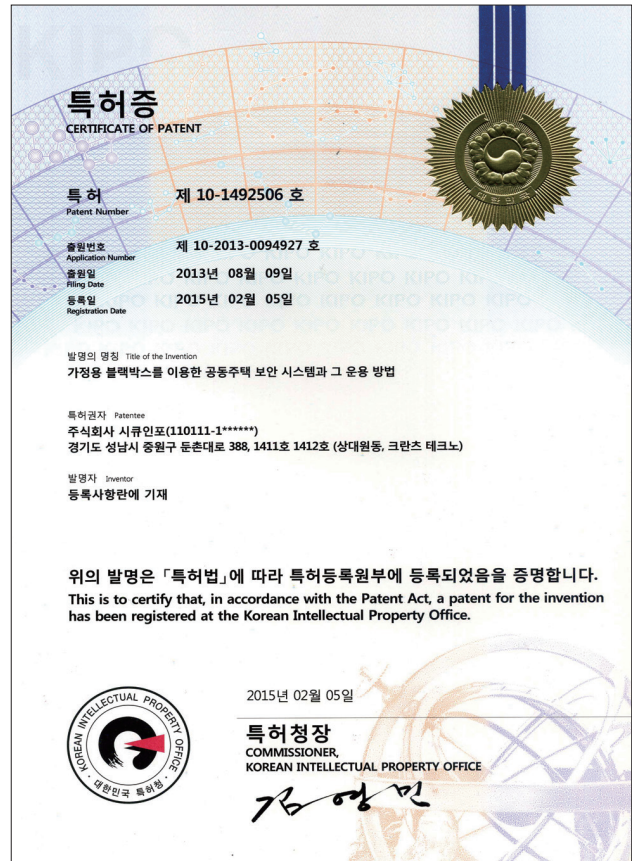 특허증
CERTIFICATE OF PATENT
특허 제 10-1492506 호
Patent Number
출원번호 제 10-2013-0094927 호
Application Number
출원일 2013년 08월 09일
Filing Date
등록일 2015년 02월 05일
Registration Date
발명의 명칭 Title of the Invention
가정용 블랙박스를 이용한 공동주택 보안 시스템과 그 운용 방법
특허권자 Patentee
주식회사 시큐인포(110111-1******)
경기도 성남시 중원구 둔촌대로 388, 1411호 1412호 (상대원동, 크란츠 테크노)
발명자 Inventor
등록사항란에 기재
위의 발명은 「특허법」에 따라 특허등록원부에 등록되었음을 증명합니다.
This is to certify that, in accordance with the Patent Act, a patent for the invention
has been registered at the Korean Intellectual Property Office.
2015년 02월 05일
특허청장
COMMISSIONER,
KOREAN INTELLECTUAL PROPERTY OFFICE
김영민
KOREAN INTELLECTUAL PROPERTY OFFICE
대한민국 특허청
대한민국
KIPO